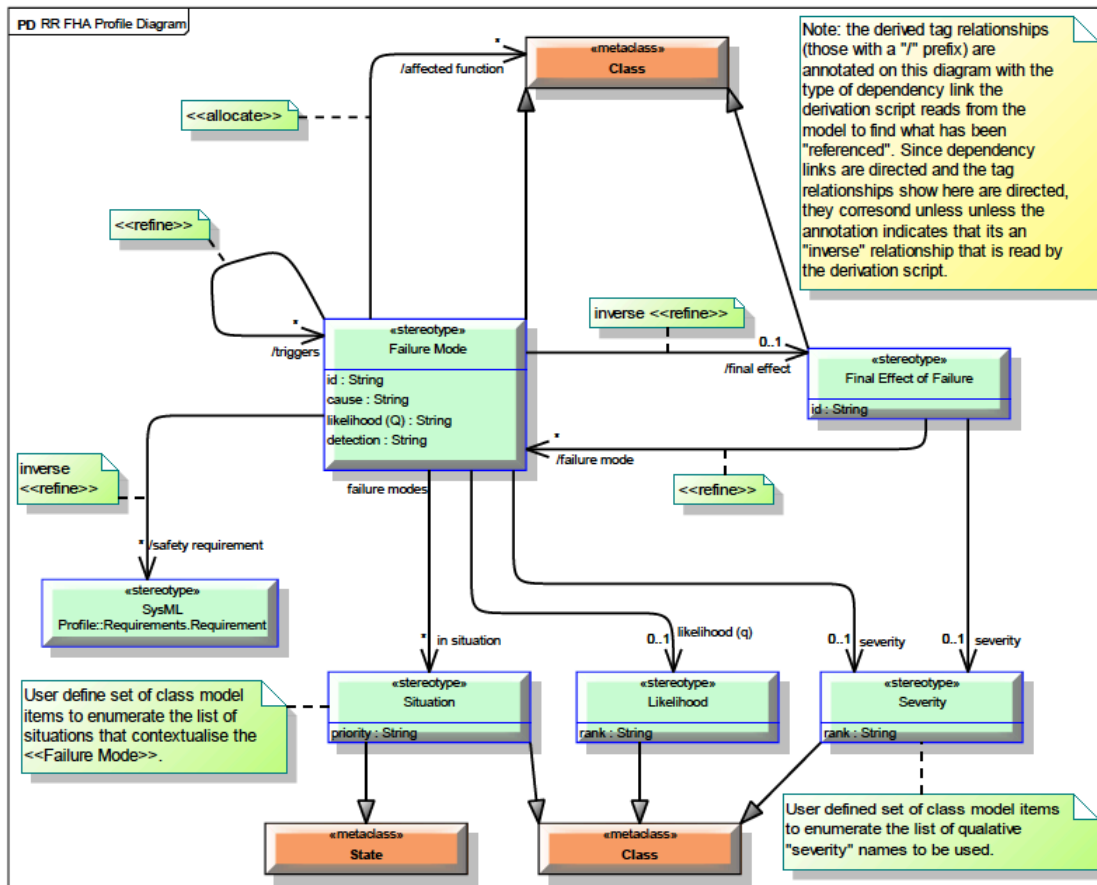 PD RR FHA Profile Diagram
«metaclass»
Class
*
/affected function
<<allocate>>
Note: the derived tag relationships
(those with a "/" prefix) are
annotated on this diagram with the
type of dependency link the
derivation script reads from the
model to find what has been
"referenced". Since dependency
links are directed and the tag
relationships show here are directed,
they corresond unless unless the
annotation indicates that its an
"inverse" relationship that is read by
the derivation script.
<<refine>>
*
/triggers
«stereotype»
Failure Mode
id : String
cause : String
likelihood (Q) : String
detection : String
inverse <<refine>>
0..1
/final effect
«stereotype»
Final Effect of Failure
id : String
*
/failure mode
<<refine>>
inverse
<<refine>>
failure modes
* /safety requirement
«stereotype»
SysML
Profile::Requirements.Requirement
* in situation
0..1 likelihood (q)
0..1 severity
0..1 severity
User define set of class model
items to enumerate the list of
situations that contextualise the
<<Failure Mode>>.
«stereotype»
Situation
priority : String
«stereotype»
Likelihood
rank : String
«stereotype»
Severity
rank : String
«metaclass»
State
«metaclass»
Class
User defined set of class model items
to enumerate the list of qualative
"severity" names to be used.